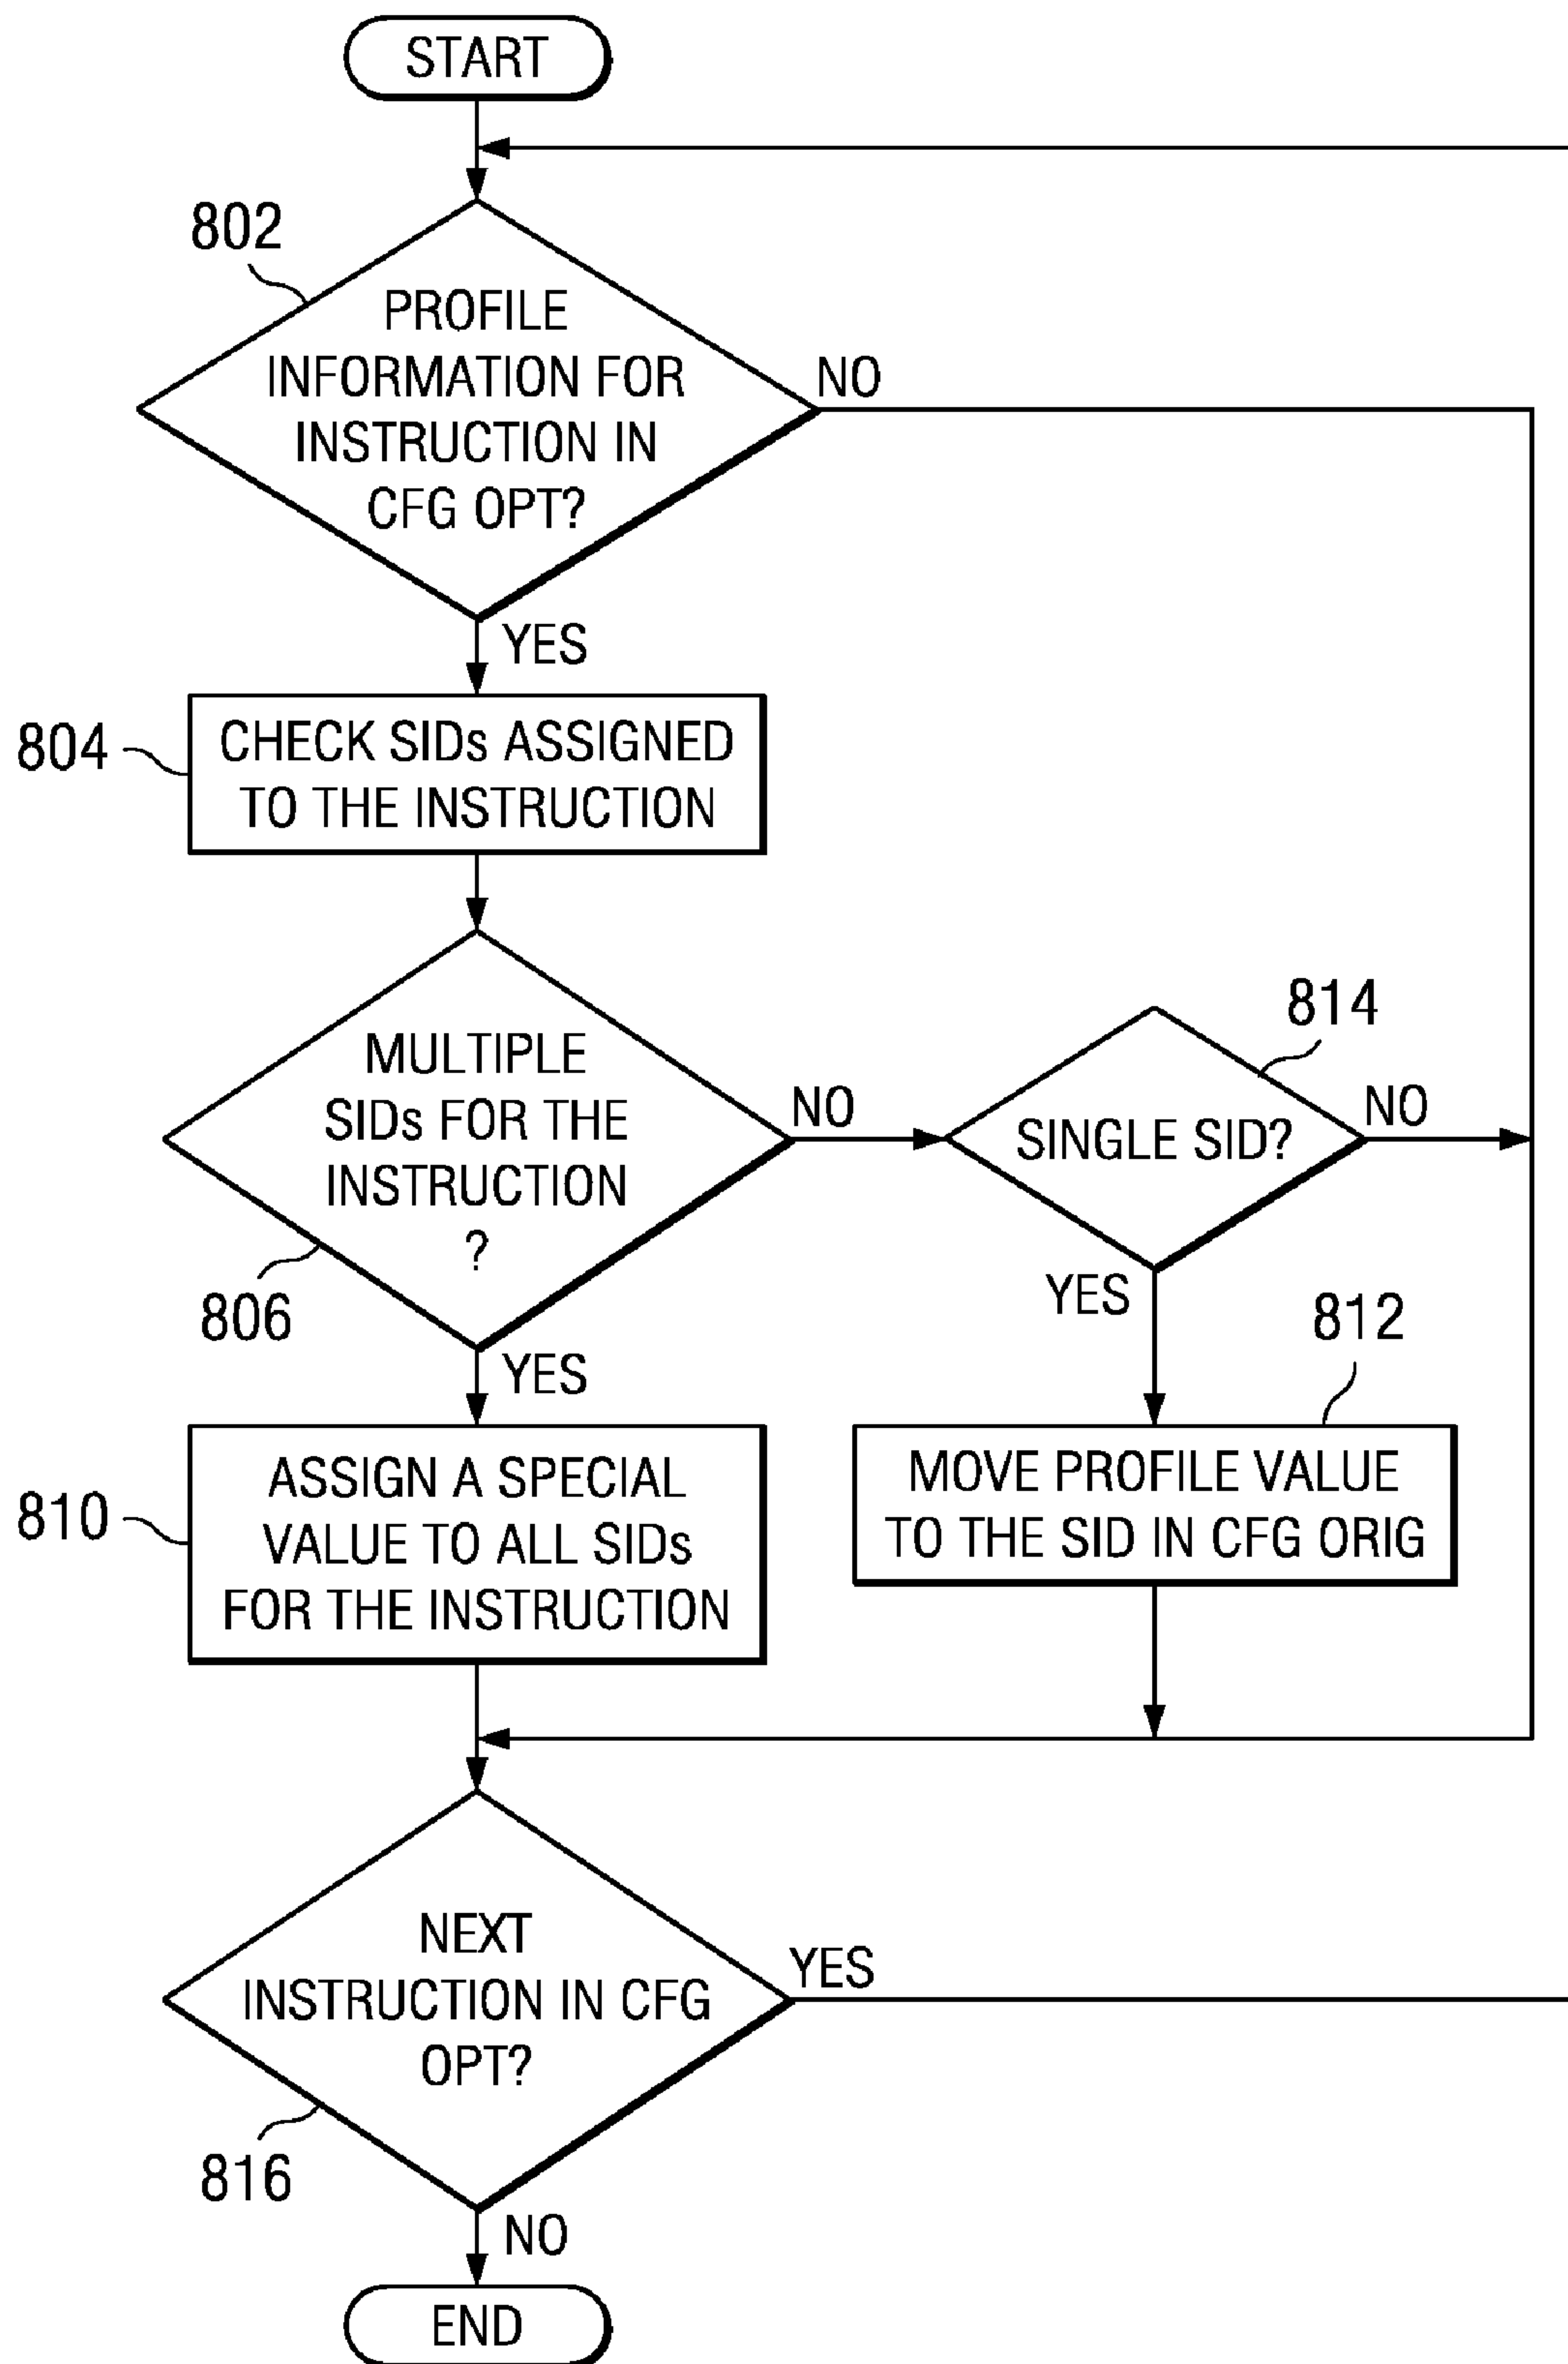 START
802
PROFILE
INFORMATION FOR
INSTRUCTION IN
CFG OPT?
NO
YES
804
CHECK SIDs ASSIGNED
TO THE INSTRUCTION
MULTIPLE
SIDs FOR THE
INSTRUCTION
?
806
NO
814
SINGLE SID?
NO
YES
812
MOVE PROFILE VALUE
TO THE SID IN CFG ORIG
YES
810
ASSIGN A SPECIAL
VALUE TO ALL SIDs
FOR THE INSTRUCTION
NEXT
INSTRUCTION IN CFG
OPT?
YES
816
NO
END